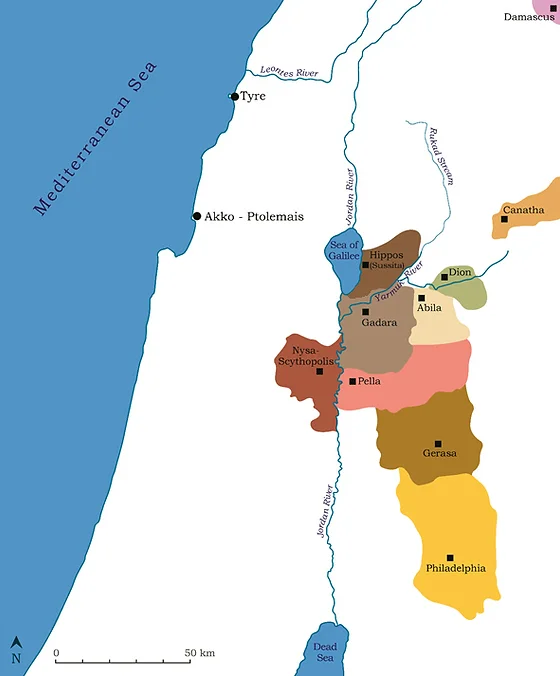 Damascus
Leontes River
Mediterranean Sea
Tyre
Rukad Stream
Jordan River
Canatha
Akko - Ptolemais
Sea of
Galilee
Hippos
(Sussita)
Yarmuk River
Dion
Abila
Gadara
Nysa-
Scythopolis
Pella
Gerasa
Jordan River
Philadelphia
Dead
Sea
N
0 50 km